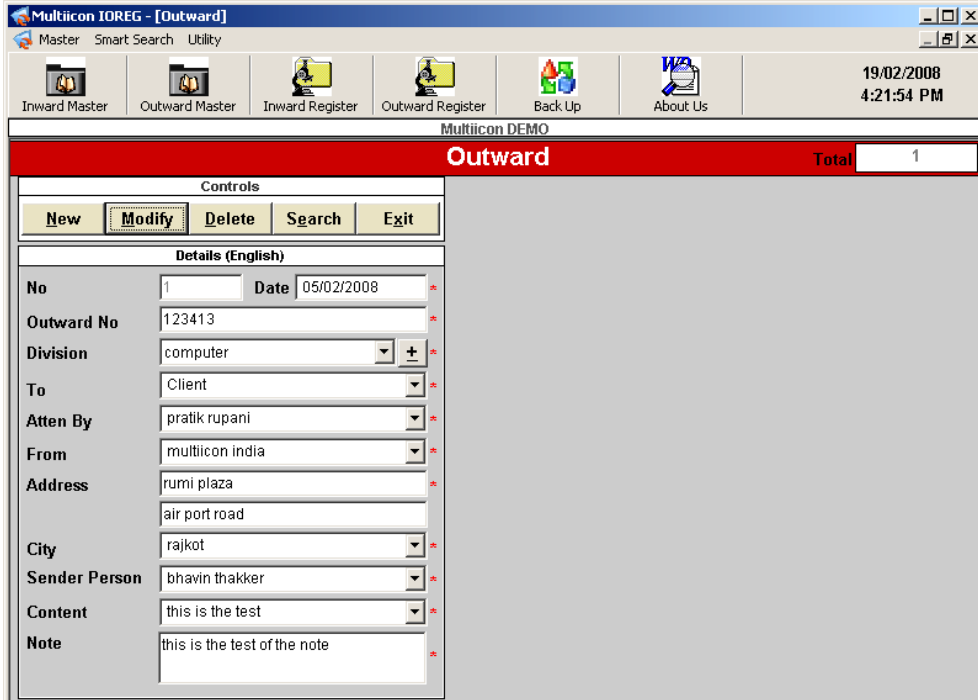 Multiicon IOREG - [Outward]
Master Smart Search Utility
Inward Master Outward Master Inward Register Outward Register Back Up About Us
19/02/2008
4:21:54 PM
Multiicon DEMO
Outward Total 1
Controls
New Modify Delete Search Exit
Details (English)
No 1 Date 05/02/2008 *
Outward No 123413 *
Division computer + *
To Client *
Atten By pratik rupani *
From multiicon india *
Address rumi plaza *
air port road
City rajkot *
Sender Person bhavin thakker *
Content this is the test *
Note this is the test of the note *